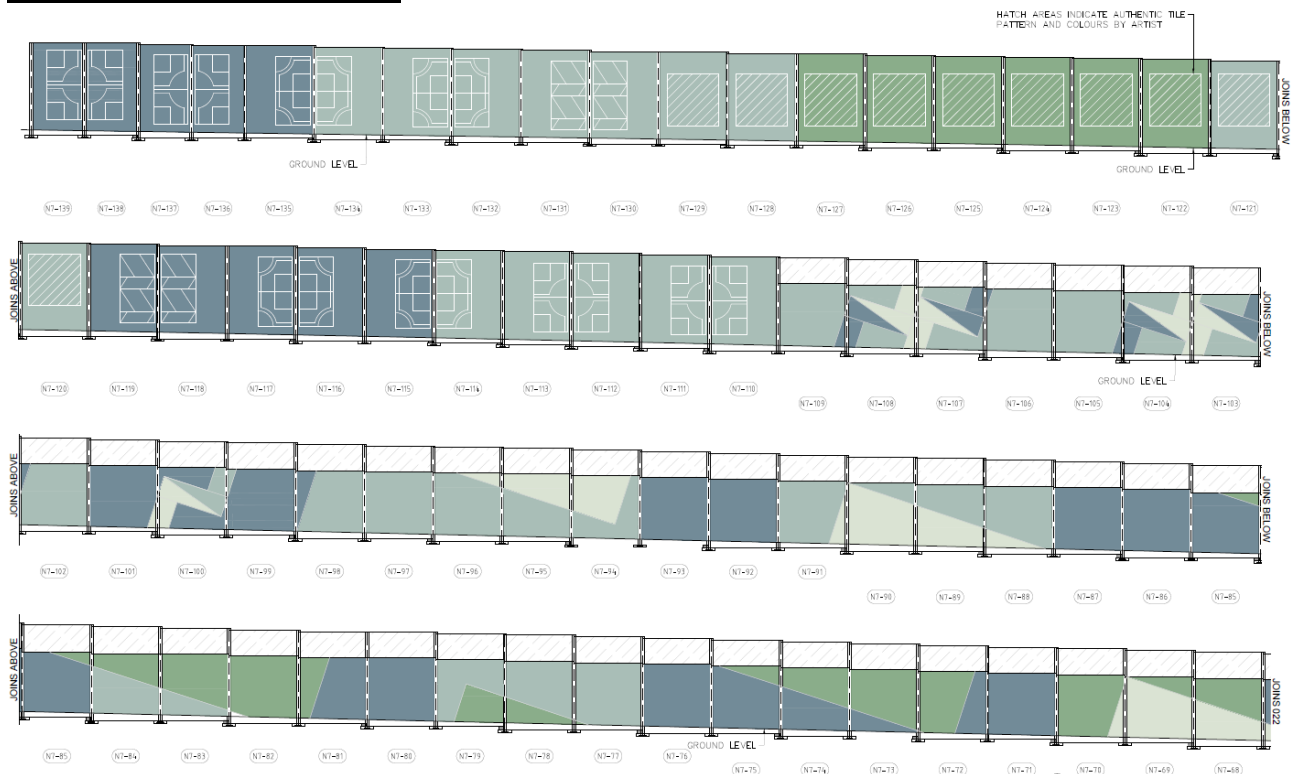 HATCH AREAS INDICATE AUTHENTIC TILE
PATTERN AND COLOURS BY ARTIST
JOINS BELOW
GROUND LEVEL
GROUND LEVEL
N7-139
N7-138
N7-137
N7-136
N7-135
N7-134
N7-133
N7-132
N7-131
N7-130
N7-129
N7-128
N7-127
N7-126
N7-125
N7-124
N7-123
N7-122
N7-121
JOINS ABOVE
JOINS BELOW
GROUND LEVEL
N7-120
N7-119
N7-118
N7-117
N7-116
N7-115
N7-114
N7-113
N7-112
N7-111
N7-110
N7-109
N7-108
N7-107
N7-106
N7-105
N7-104
N7-103
JOINS ABOVE
JOINS BELOW
N7-102
N7-101
N7-100
N7-99
N7-98
N7-97
N7-96
N7-95
N7-94
N7-93
N7-92
N7-91
N7-90
N7-89
N7-88
N7-87
N7-86
N7-85
JOINS ABOVE
JOINS 022
GROUND LEVEL
N7-85
N7-84
N7-83
N7-82
N7-81
N7-80
N7-79
N7-78
N7-77
N7-76
N7-75
N7-74
N7-73
N7-72
N7-71
N7-70
N7-69
N7-68